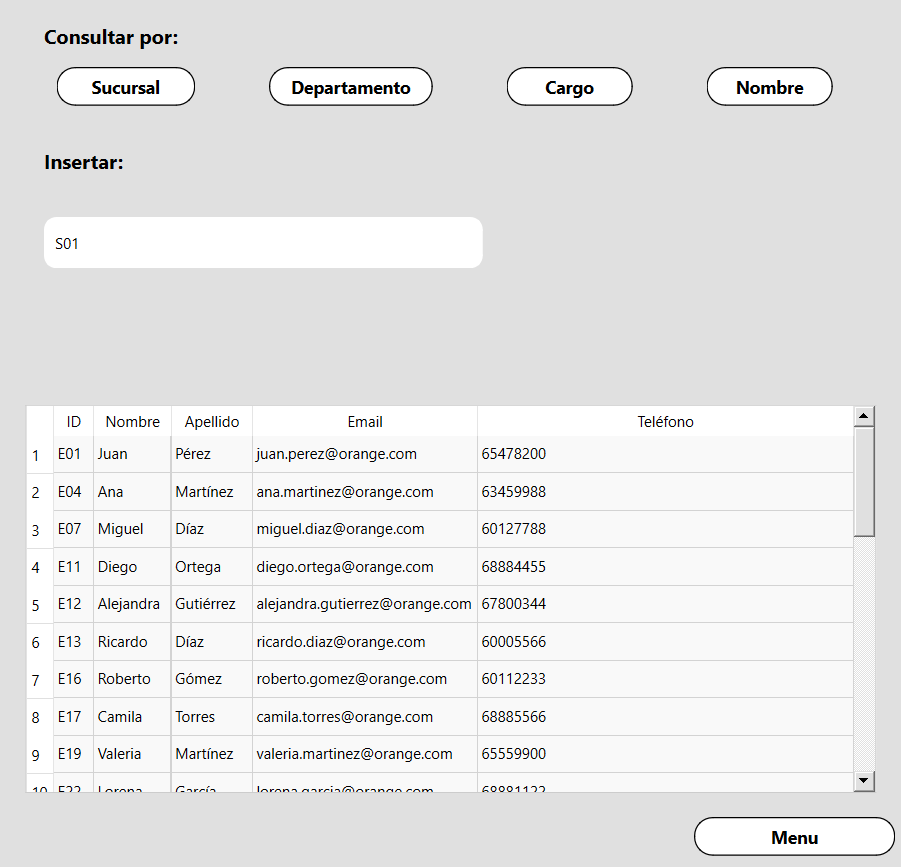 Consultar por:
Sucursal Departamento Cargo Nombre
Insertar:
S01
ID Nombre Apellido Email Teléfono
1 E01 Juan Pérez juan.perez@orange.com 65478200
2 E04 Ana Martínez ana.martinez@orange.com 63459988
3 E07 Miguel Díaz miguel.diaz@orange.com 60127788
4 E11 Diego Ortega diego.ortega@orange.com 68884455
5 E12 Alejandra Gutiérrez alejandra.gutierrez@orange.com 67800344
6 E13 Ricardo Díaz ricardo.diaz@orange.com 60005566
7 E16 Roberto Gómez roberto.gomez@orange.com 60112233
8 E17 Camila Torres camila.torres@orange.com 68885566
9 E19 Valeria Martínez valeria.martinez@orange.com 65559900
10 E22 Lorena García lorena.garcia@orange.com 68881122
Menu